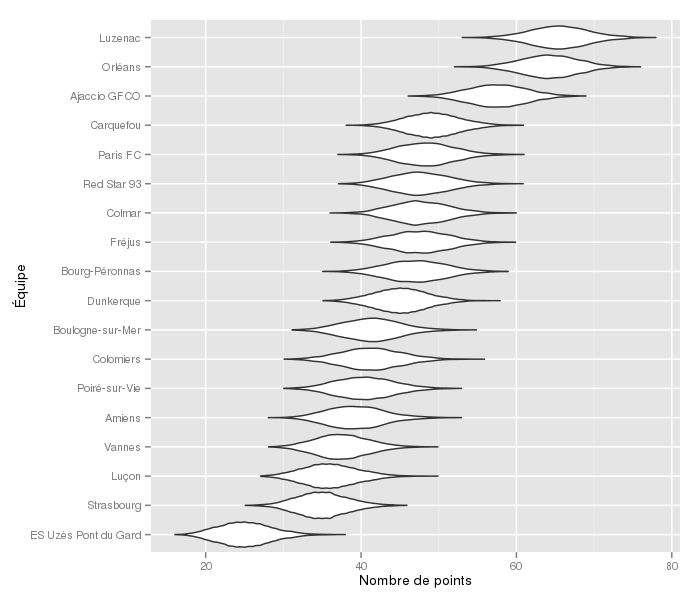 Luzenac
Orléans
Ajaccio GFCO
Carquefou
Paris FC
Red Star 93
Colmar
Fréjus
Bourg-Péronnas
Dunkerque
Boulogne-sur-Mer
Colomiers
Poiré-sur-Vie
Amiens
Vannes
Luçon
Strasbourg
ES Uzès Pont du Gard
Équipe
20 40 60 80
Nombre de points